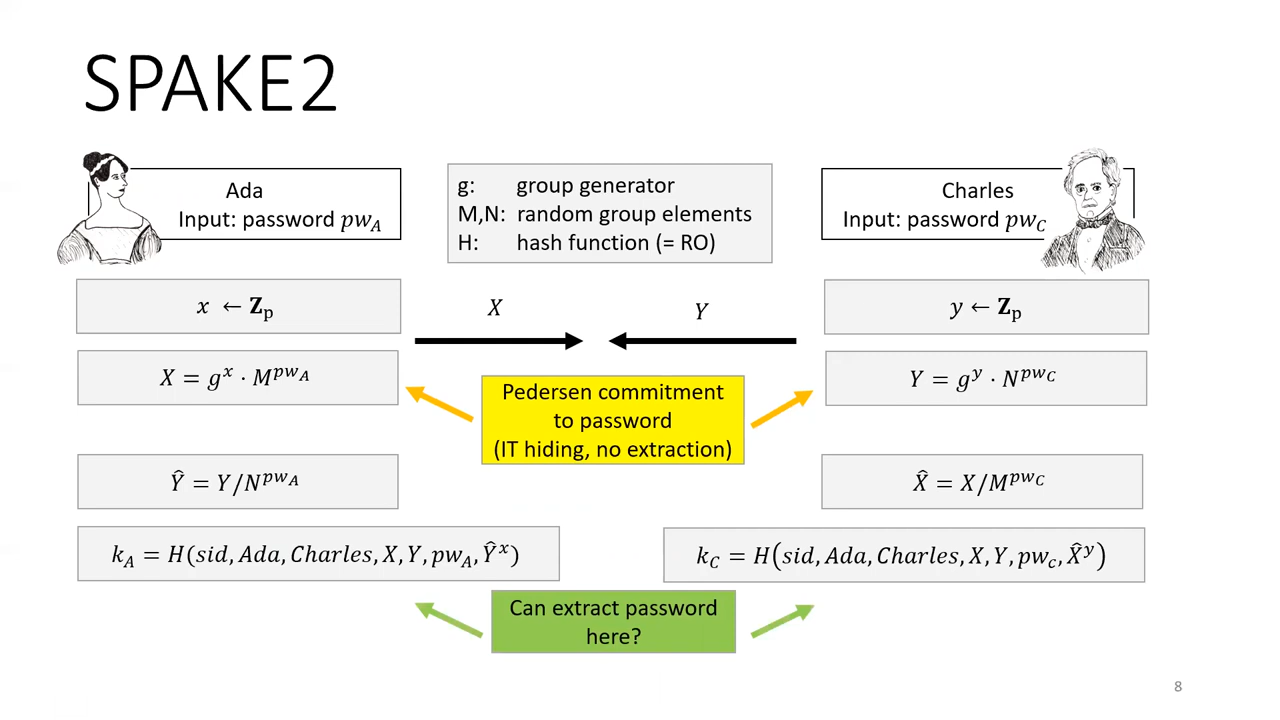 SPAKE2
Ada
Input: password 𝑝𝑤_A
g: group generator
M,N: random group elements
H: hash function (= RO)
Charles
Input: password 𝑝𝑤_C
𝑥 ← 𝐙_p
X
Y
𝑦 ← 𝐙_p
X = g^x · M^{pw_A}
Pedersen commitment
to password
(IT hiding, no extraction)
Y = g^y · N^{pw_C}
Ŷ = Y/N^{pw_A}
X̂ = X/M^{pw_C}
k_A = H(sid, Ada, Charles, X, Y, pw_A, Ŷ^x)
k_C = H(sid, Ada, Charles, X, Y, pw_c, X̂^y)
Can extract password
here?
8